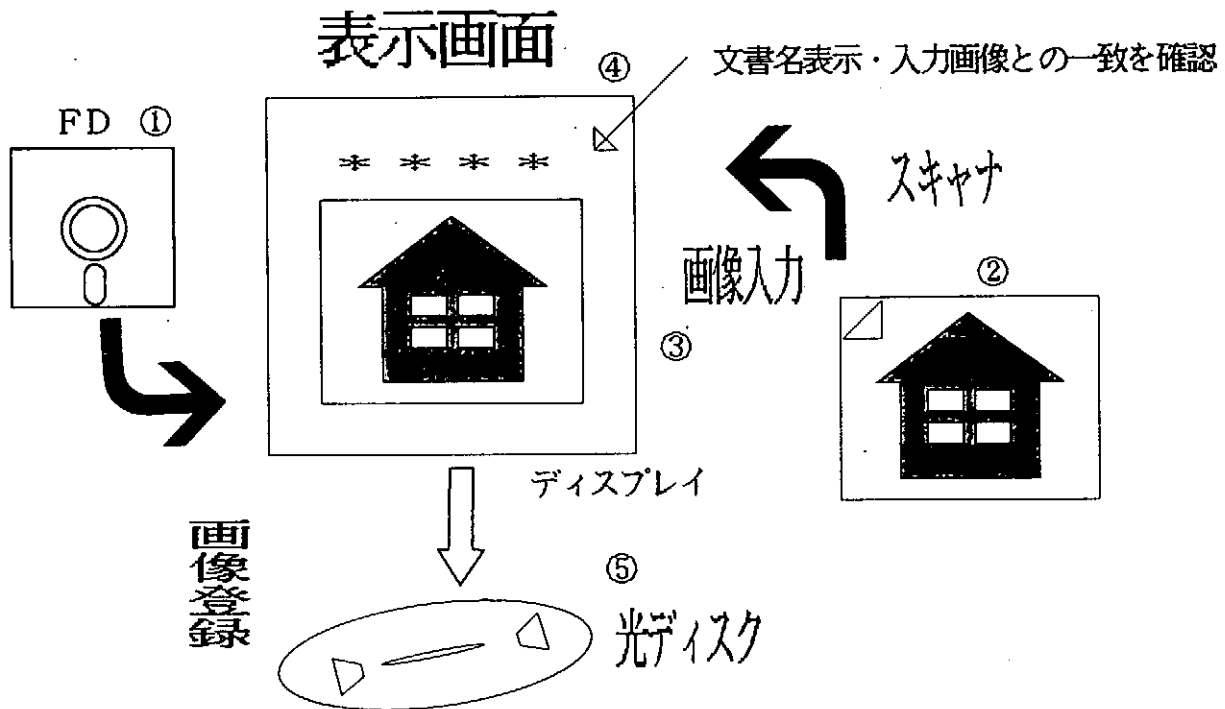 表示画面
④
文書名表示・入力画像との一致を確認
FD ①
＊ ＊ ＊ ＊
スキャナ
画像入力
②
③
ディスプレイ
画像登録
⑤
光ディスク